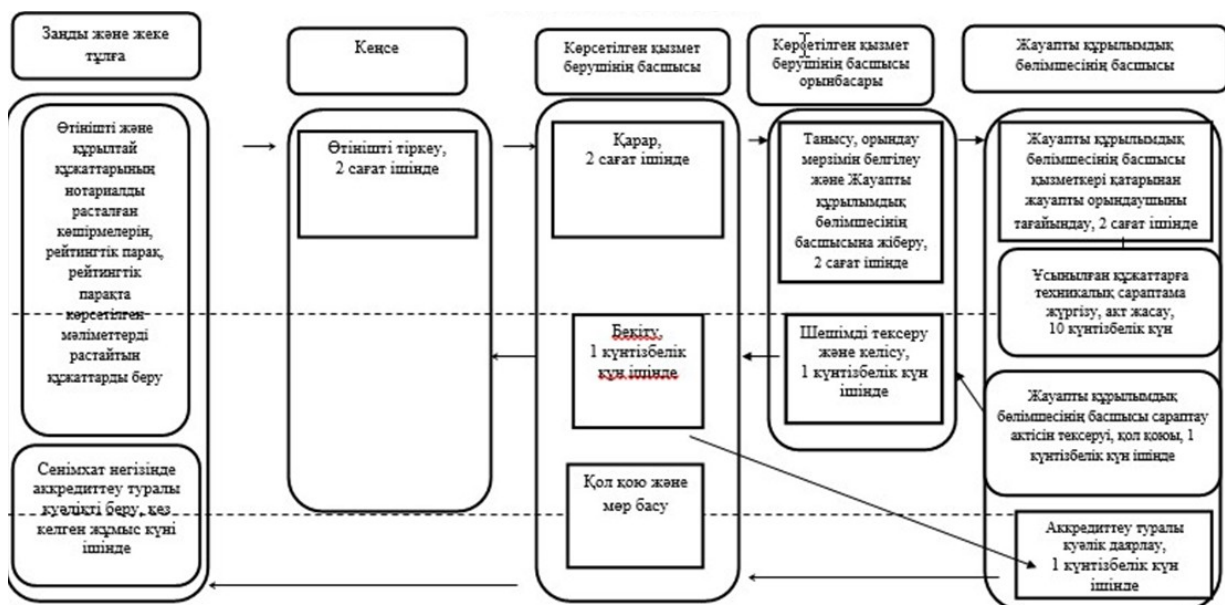 Заңды және жеке
тұлға
Кеңсе
Көрсетілген қызмет
берушінің басшысы
Көрсетілген қызмет
берушінің басшысы
орынбасары
Жауапты құрылымдық
бөлімшесінің басшысы
Өтінішті және
құрылтай
құжаттарының
нотариалды
расталған
көшірмелерін,
рейтингтік парақ,
рейтингтік
парақта
көрсетілген
мәліметтерді
растайтын
құжаттарды беру
Өтінішті тіркеу,
2 сағат ішінде
Қарар,
2 сағат ішінде
Танысу, орындау
мерзімін белгілеу
және Жауапты
құрылымдық
бөлімшесінің
басшысына жіберу,
2 сағат ішінде
Жауапты құрылымдық
бөлімшесінің басшысы
қызметкері қатарынан
жауапты орындаушыны
тағайындау, 2 сағат ішінде
Ұсынылған құжаттарға
техникалық сараптама
жүргізу, акт жасау,
10 күнтізбелік күн
Бекіту,
1 күнтізбелік
күн ішінде
Шешімді тексеру
және келісу,
1 күнтізбелік күн
ішінде
Жауапты құрылымдық
бөлімшесінің басшысы сараптау
актісін тексеруі, қол қоюы, 1
күнтізбелік күн ішінде
Сенімхат негізінде
аккредиттеу туралы
куәлікті беру, кез
келген жұмыс күні
ішінде
Қол қою және
мөр басу
Аккредиттеу туралы
куәлік даярлау,
1 күнтізбелік күн
ішінде